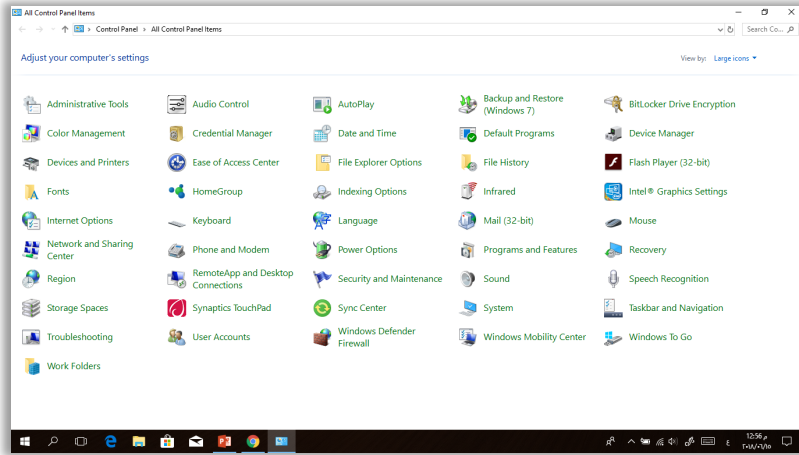 All Control Panel Items
Control Panel > All Control Panel Items
Search Co...
Adjust your computer's settings
View by: Large icons
Administrative Tools
Audio Control
AutoPlay
Backup and Restore
(Windows 7)
BitLocker Drive Encryption
Color Management
Credential Manager
Date and Time
Default Programs
Device Manager
Devices and Printers
Ease of Access Center
File Explorer Options
File History
Flash Player (32-bit)
Fonts
HomeGroup
Indexing Options
Infrared
Intel® Graphics Settings
Internet Options
Keyboard
Language
Mail (32-bit)
Mouse
Network and Sharing
Center
Phone and Modem
Power Options
Programs and Features
Recovery
Region
RemoteApp and Desktop
Connections
Security and Maintenance
Sound
Speech Recognition
Storage Spaces
Synaptics TouchPad
Sync Center
System
Taskbar and Navigation
Troubleshooting
User Accounts
Windows Defender
Firewall
Windows Mobility Center
Windows To Go
Work Folders
12:56 م
٢٠١٨/٠٦/١٥